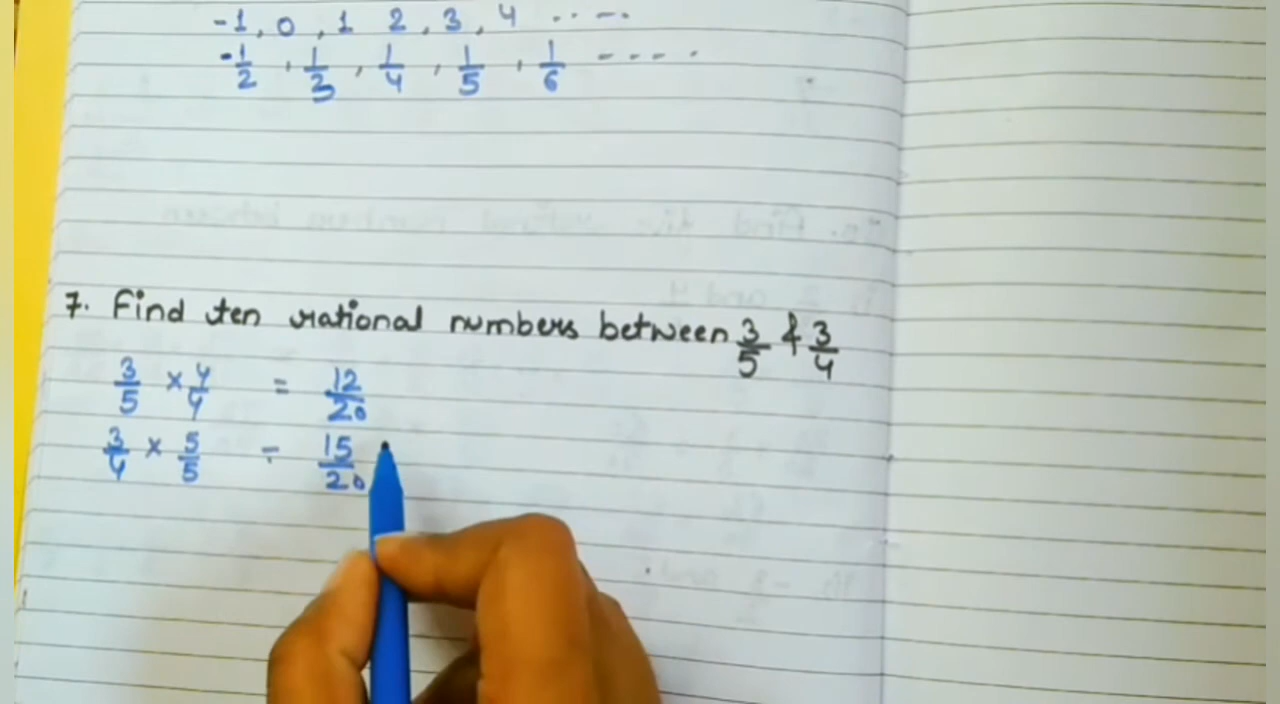 -1, 0, 1 2, 3, 4 .....
-1/2, 1/3, 1/4, 1/5, 1/6 ----
7. Find ten rational numbers between 3/5 & 3/4
3/5 × 4/4 = 12/20
3/4 × 5/5 = 15/20